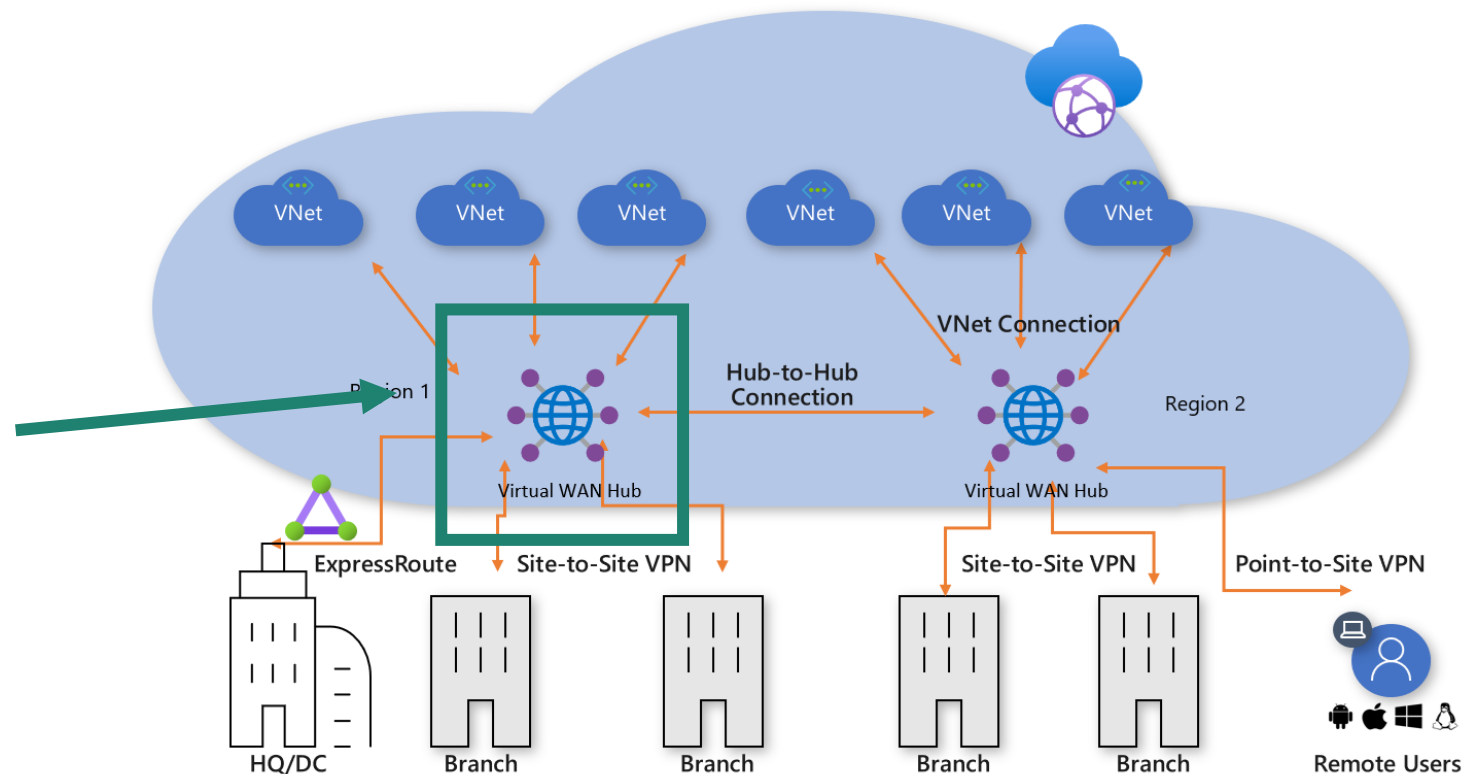 VNet
VNet
VNet
VNet
VNet
VNet
VNet Connection
Hub-to-Hub
Connection
on 1
Region 2
Virtual WAN Hub
Virtual WAN Hub
ExpressRoute
Site-to-Site VPN
Site-to-Site VPN
Point-to-Site VPN
HQ/DC
Branch
Branch
Branch
Branch
Remote Users